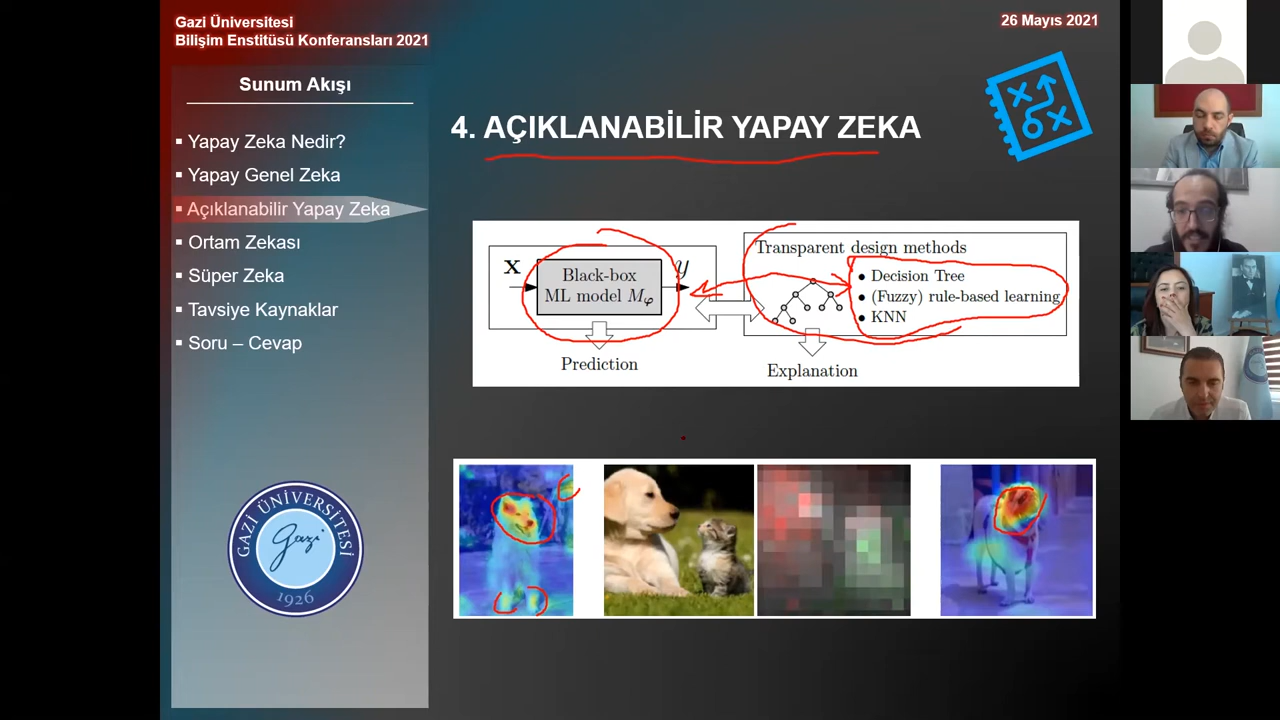 Gazi Üniversitesi
Bilişim Enstitüsü Konferansları 2021
26 Mayıs 2021
Sunum Akışı
▪ Yapay Zeka Nedir?
▪ Yapay Genel Zeka
▪ Açıklanabilir Yapay Zeka
▪ Ortam Zekası
▪ Süper Zeka
▪ Tavsiye Kaynaklar
▪ Soru – Cevap
GAZİ ÜNİVERSİTESİ
Gazi
1926
4. AÇIKLANABİLİR YAPAY ZEKA
x
Black-box
ML model Mφ
y
Prediction
Transparent design methods
• Decision Tree
• (Fuzzy) rule-based learning
• KNN
Explanation